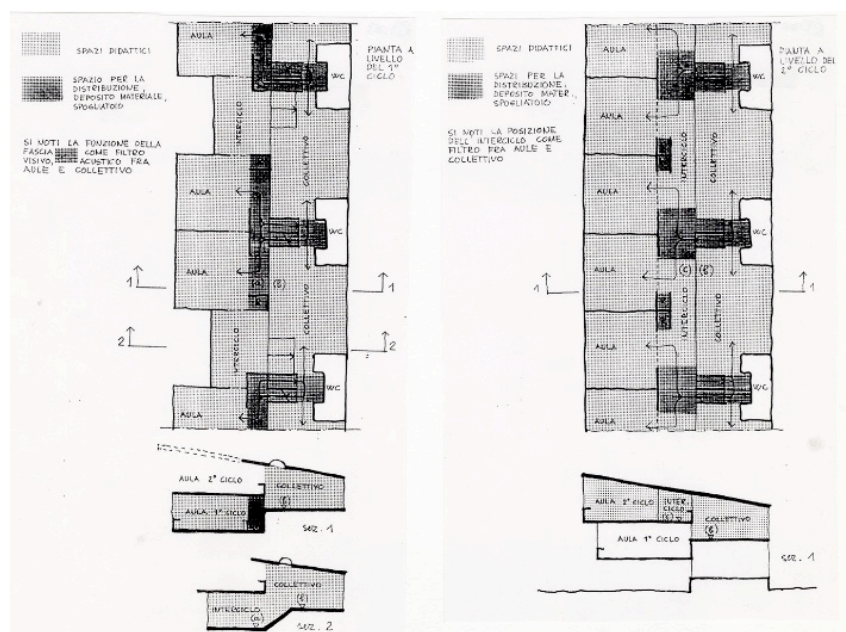 SPAZI DIDATTICI
SPAZIO PER LA
DISTRIBUZIONE,
DEPOSITO MATERIALE,
SPOGLIATOIO
SI NOTI LA FUNZIONE DELLA
FASCIA COME FILTRO
VISIVO, ACUSTICO FRA
AULE E COLLETTIVO
PIANTA A
LIVELLO
DEL 1° 
CICLO
AULA
WC
INTERCICLO
COLLETTIVO
AULA
WC
AULA
(A) (B)
1
1
COLLETTIVO
INTERCICLO
2
2
WC
AULA
AULA 2° CICLO
COLLETTIVO
(B)
AULA 1° CICLO
sez. 1
COLLETTIVO
(B)
INTERCICLO
(A)
sez. 2
SPAZI DIDATTICI
SPAZI PER LA
DISTRIBUZIONE,
DEPOSITO MATER.,
SPOGLIATOIO
SI NOTI LA POSIZIONE
DELL'INTERCICLO COME
FILTRO FRA AULE E
COLLETTIVO
PIANTA A
LIVELLO DEL
2° CICLO
AULA
WC
AULA
INTERCICLO
COLLETTIVO
AULA
WC
AULA
(C) (B)
1
1
INTERCICLO
COLLETTIVO
AULA
WC
AULA
AULA 2° CICLO
INTER.
CICLO
(C)
COLLETTIVO
(B)
AULA 1° CICLO
sez. 1